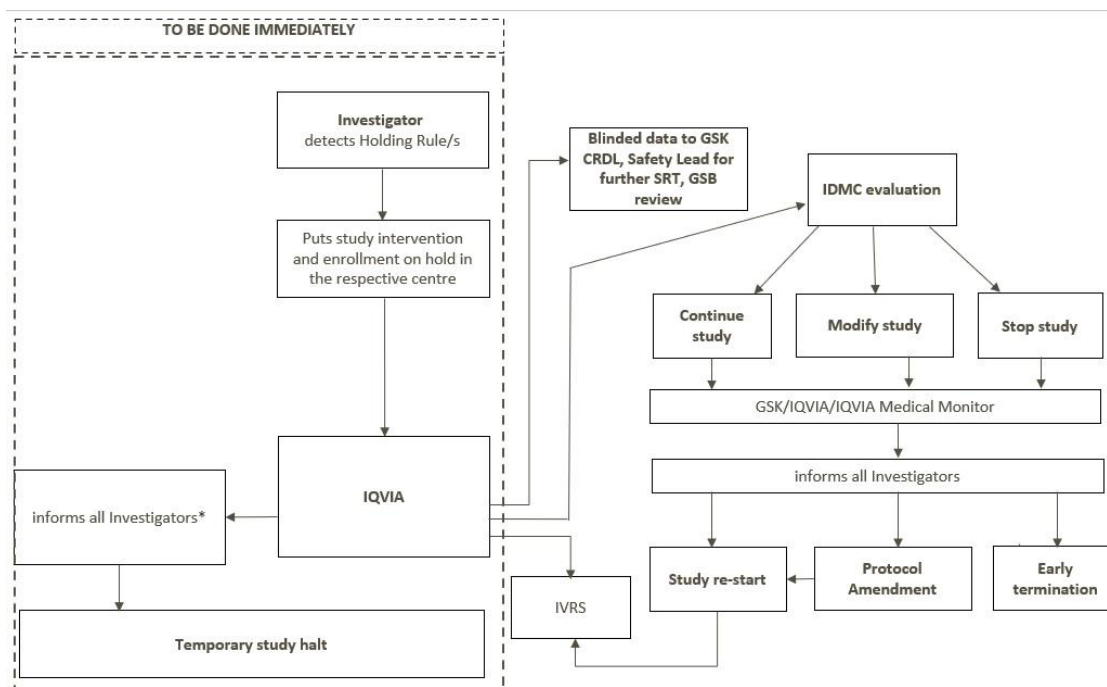 TO BE DONE IMMEDIATELY
Investigator
detects Holding Rule/s
Puts study intervention
and enrollment on hold in
the respective centre
IQVIA
informs all Investigators*
Temporary study halt
Blinded data to GSK
CRDL, Safety Lead for
further SRT, GSB
review
IDMC evaluation
Continue
study
Modify study
Stop study
GSK/IQVIA/IQVIA Medical Monitor
informs all Investigators
Study re-start
Protocol
Amendment
Early
termination
IVRS